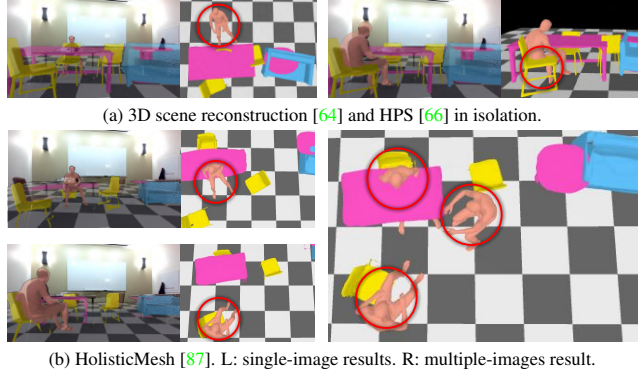 (a) 3D scene reconstruction [64] and HPS [66] in isolation.
(b) HolisticMesh [87]. L: single-image results. R: multiple-images result.